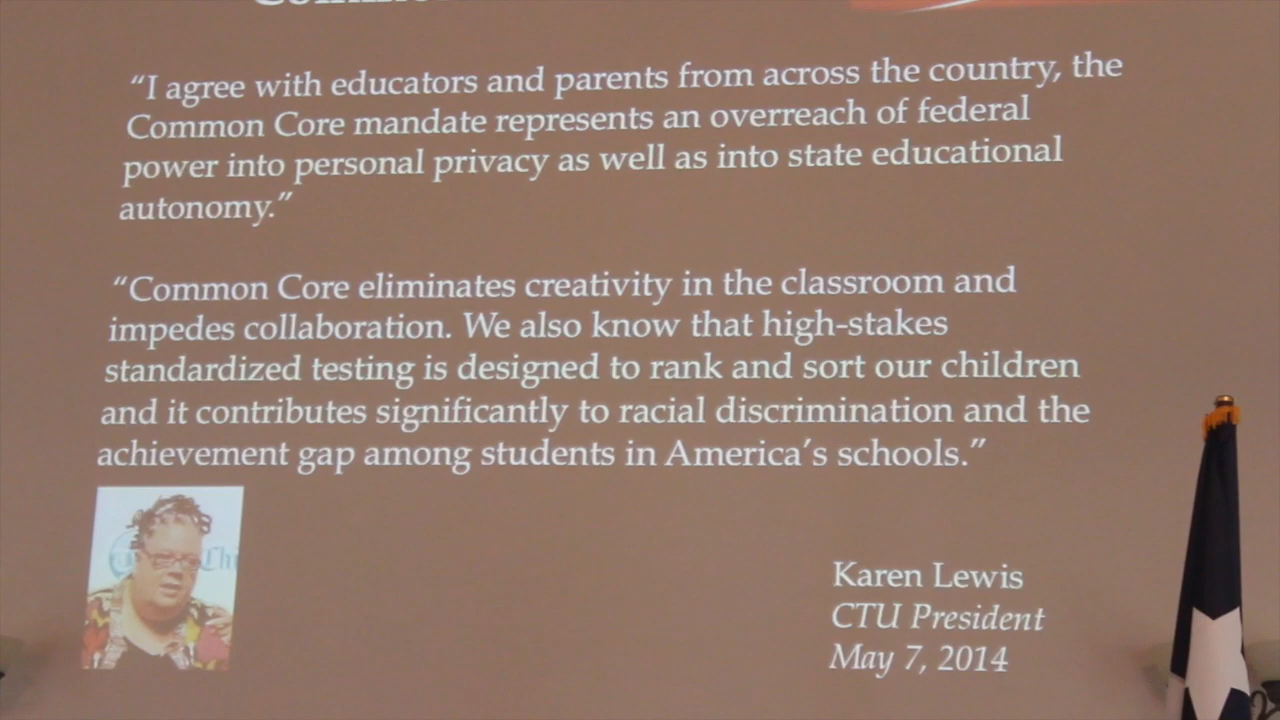 “I agree with educators and parents from across the country, the
Common Core mandate represents an overreach of federal
power into personal privacy as well as into state educational
autonomy.”
“Common Core eliminates creativity in the classroom and
impedes collaboration. We also know that high-stakes
standardized testing is designed to rank and sort our children
and it contributes significantly to racial discrimination and the
achievement gap among students in America’s schools.”
Karen Lewis
CTU President
May 7, 2014